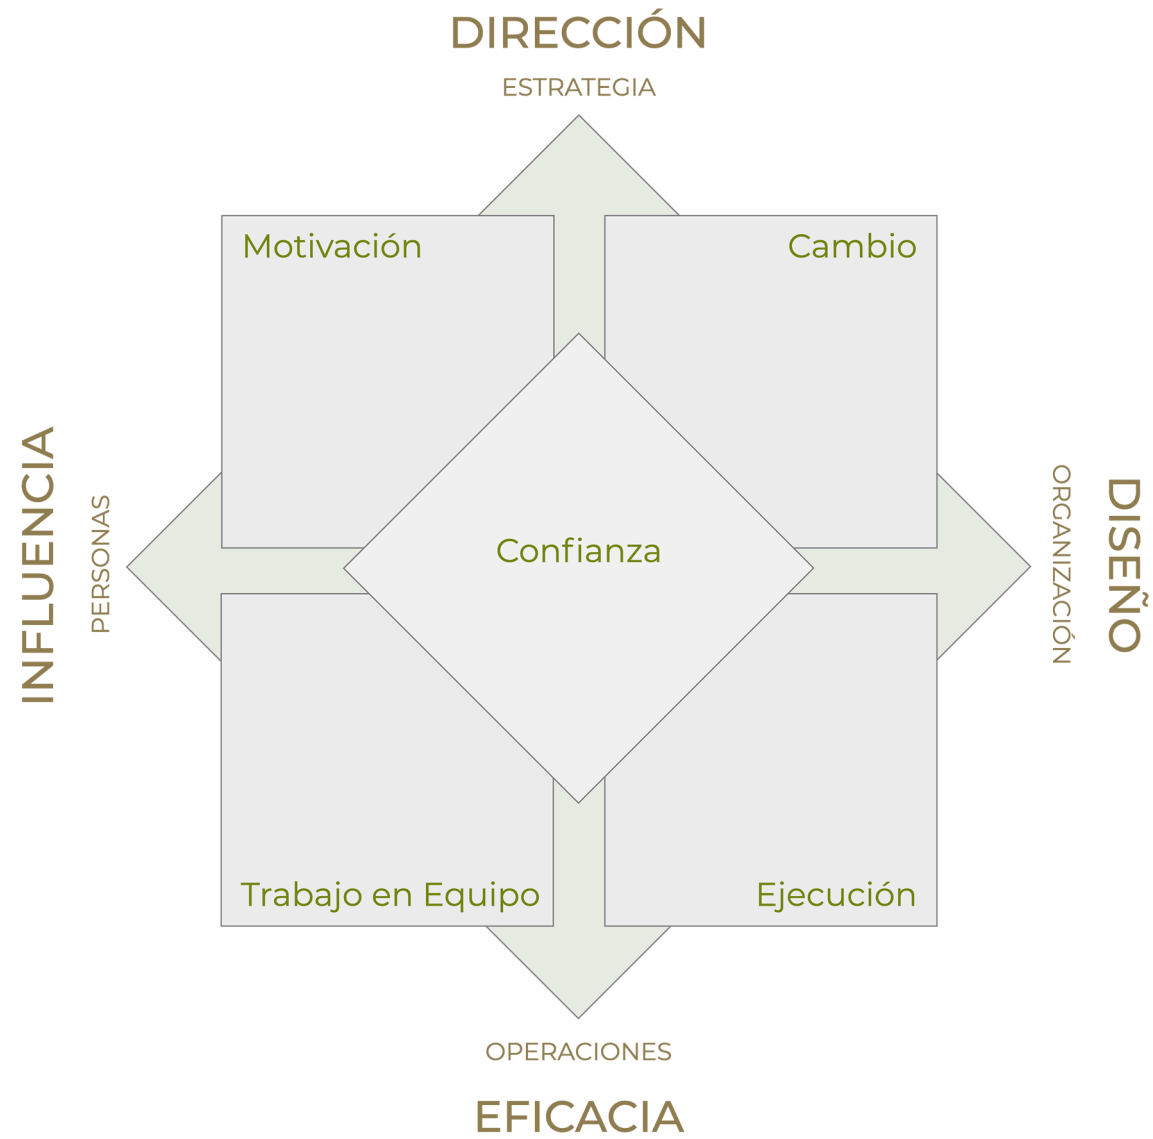 DIRECCIÓN
ESTRATEGIA
Motivación
Cambio
INFLUENCIA
PERSONAS
Confianza
ORGANIZACIÓN
DISEÑO
Trabajo en Equipo
Ejecución
OPERACIONES
EFICACIA